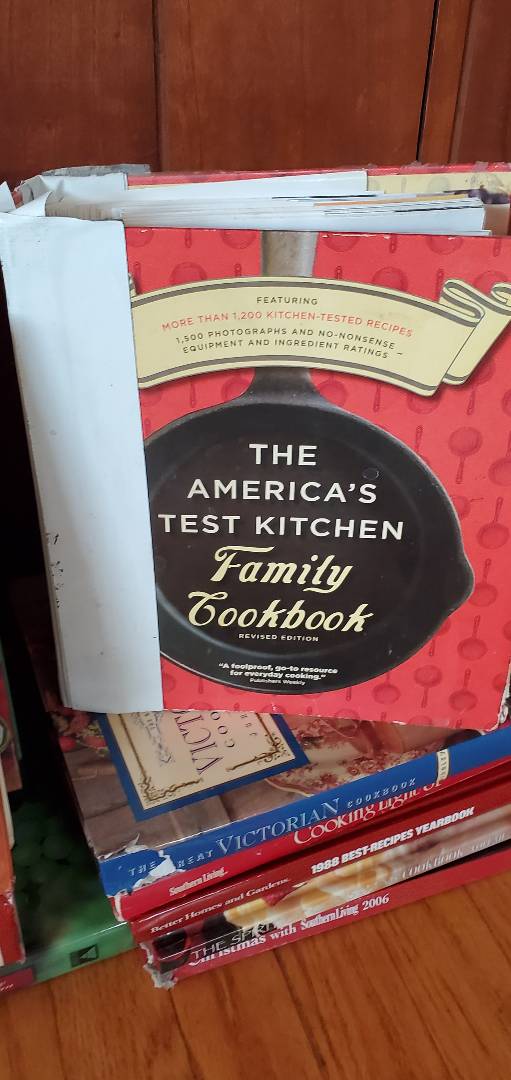 FEATURING
MORE THAN 1,200 KITCHEN-TESTED RECIPES
1,500 PHOTOGRAPHS AND NO-NONSENSE
EQUIPMENT AND INGREDIENT RATINGS
THE
AMERICA'S
TEST KITCHEN
Family
Cookbook
REVISED EDITION
"A foolproof, go-to resource
for everyday cooking."
Publishers Weekly
THE GREAT VICTORIAN COOKBOOK
Southern Living. Cooking Light
Better Homes and Gardens. 1988 BEST-RECIPES YEARBOOK
THE COOKBOOK
Christmas with Southern Living 2006